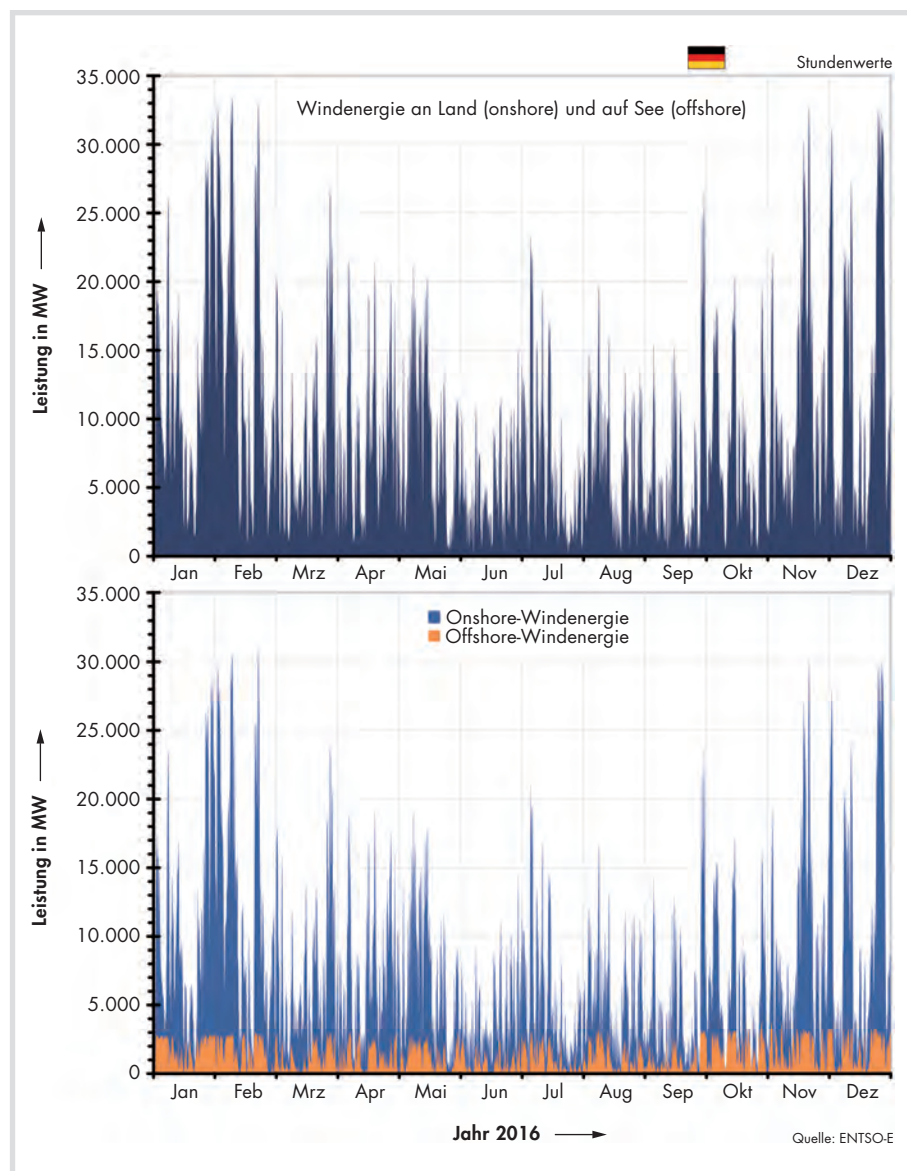 Stundenwerte
35.000
Windenergie an Land (onshore) und auf See (offshore)
30.000
25.000
20.000
15.000
10.000
5.000
0
Leistung in MW
Jan Feb Mrz Apr Mai Jun Jul Aug Sep Okt Nov Dez
35.000
Onshore-Windenergie
Offshore-Windenergie
30.000
25.000
20.000
15.000
10.000
5.000
0
Leistung in MW
Jan Feb Mrz Apr Mai Jun Jul Aug Sep Okt Nov Dez
Jahr 2016
Quelle: ENTSO-E